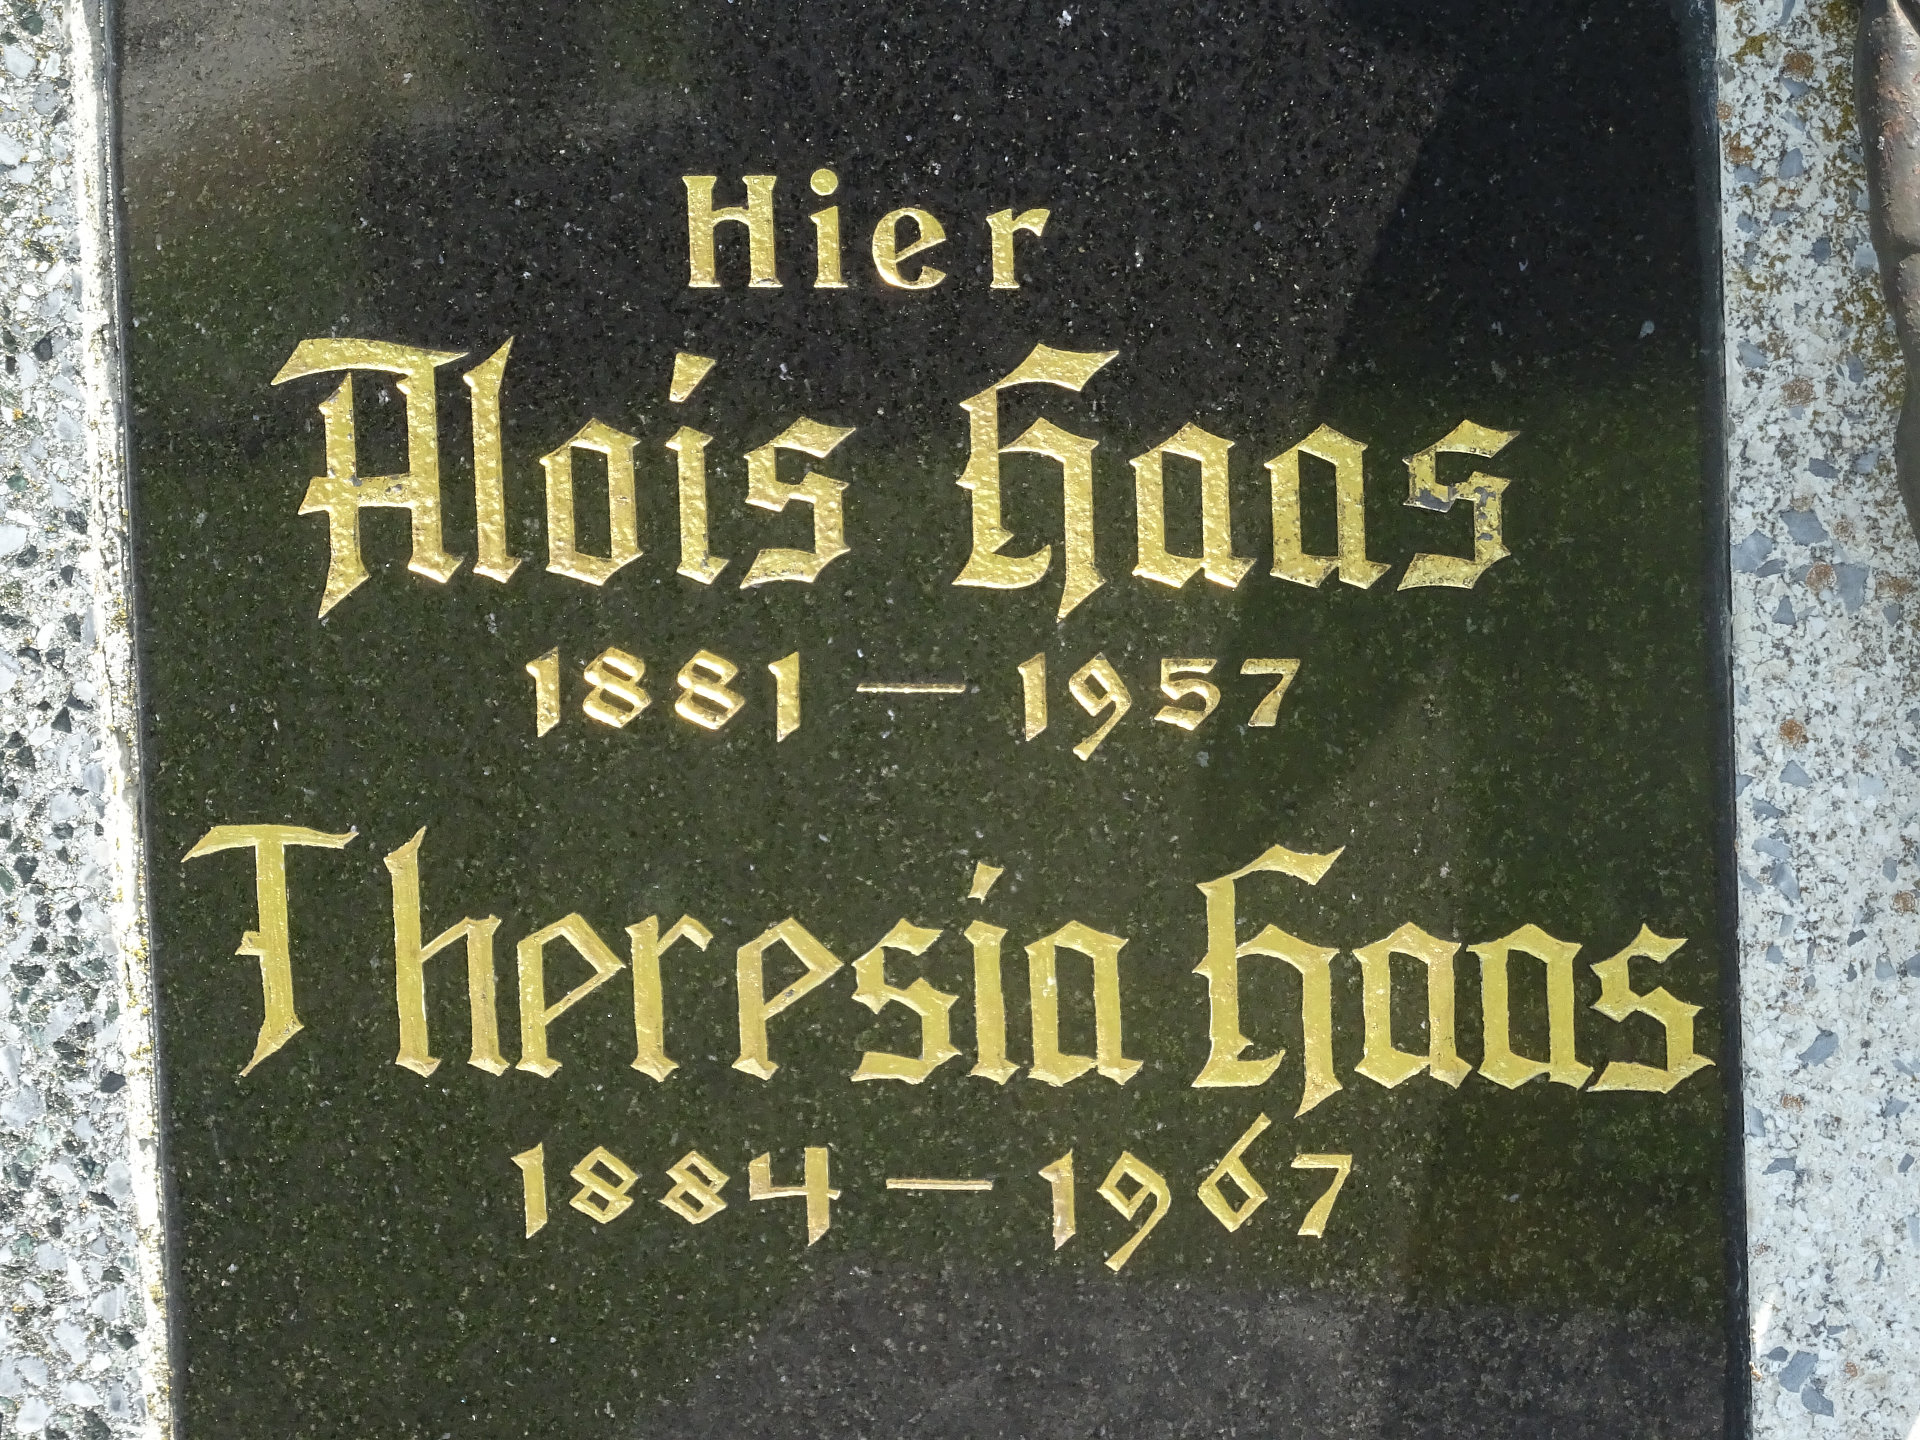 Hier
Alois Haas
1881 — 1957
Theresia Haas
1884 — 1967